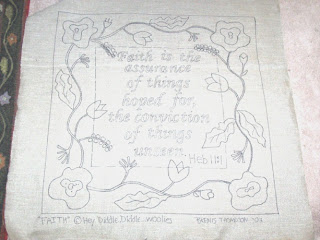 Faith is the
assurance
of things
hoped for,
the conviction
of things
unseen
Heb 11:1
"FAITH" © Hey Diddle Diddle woolies